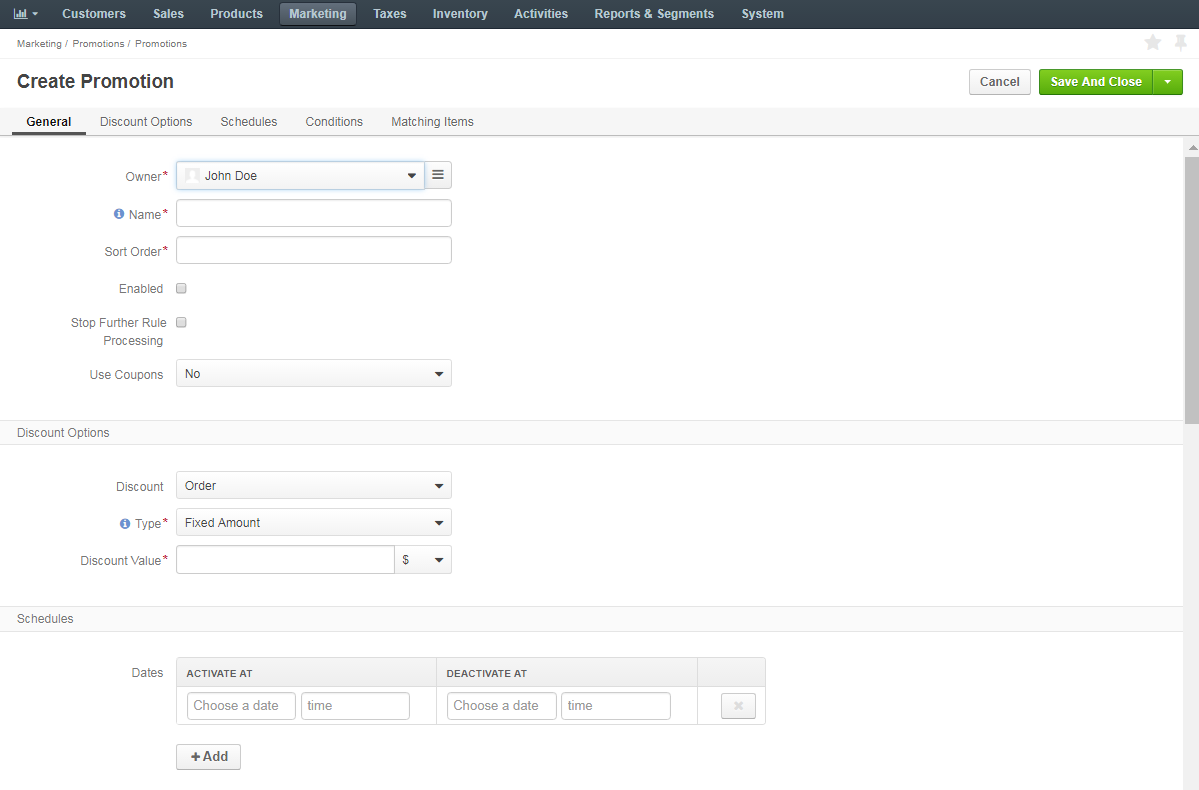 Customers Sales Products Marketing Taxes Inventory Activities Reports & Segments System
Marketing / Promotions / Promotions
Create Promotion
Cancel Save And Close
General Discount Options Schedules Conditions Matching Items
Owner* John Doe
Name*
Sort Order*
Enabled
Stop Further Rule
Processing
Use Coupons No
Discount Options
Discount Order
Type* Fixed Amount
Discount Value* $
Schedules
Dates ACTIVATE AT DEACTIVATE AT
Choose a date time Choose a date time
+Add